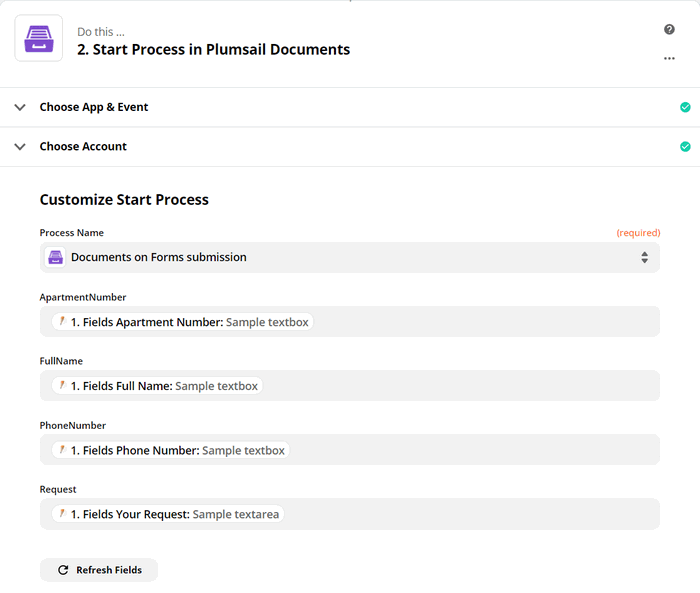 Do this ...
2. Start Process in Plumsail Documents
Choose App & Event
Choose Account
Customize Start Process
Process Name (required)
Documents on Forms submission
ApartmentNumber
1. Fields Apartment Number: Sample textbox
FullName
1. Fields Full Name: Sample textbox
PhoneNumber
1. Fields Phone Number: Sample textbox
Request
1. Fields Your Request: Sample textarea
Refresh Fields